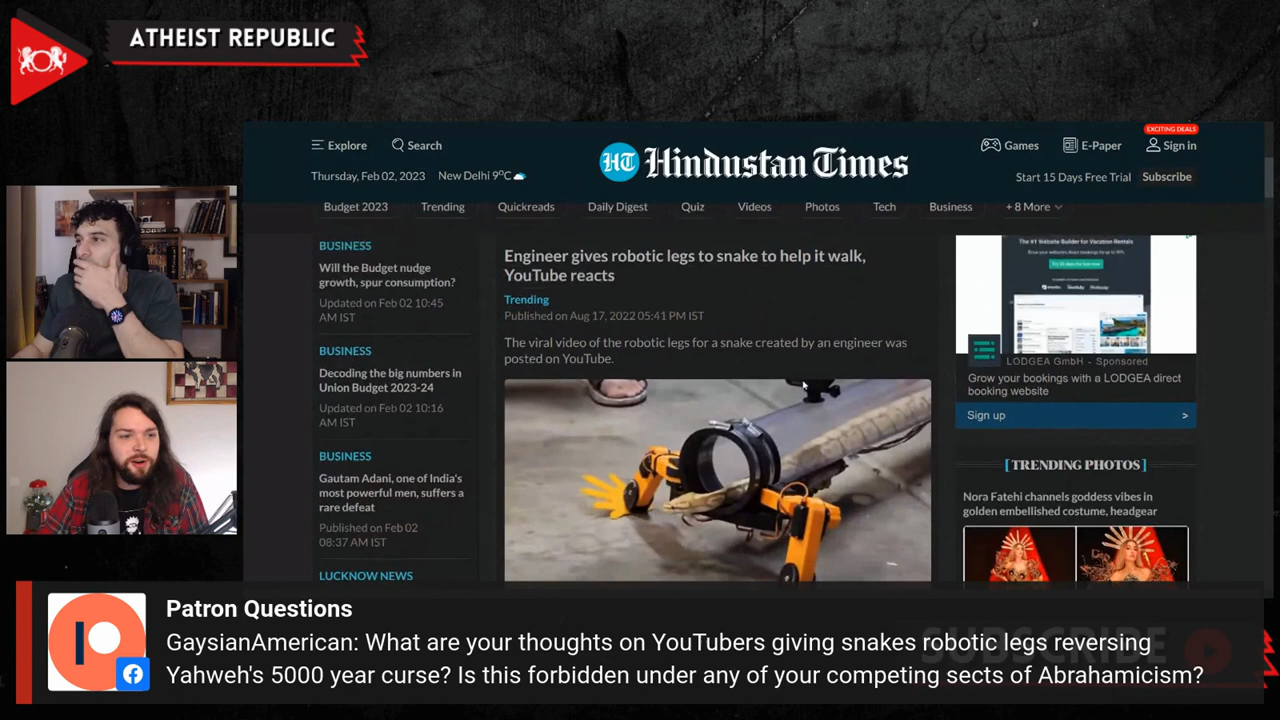 ATHEIST REPUBLIC
EXCITING DEALS
Explore
Search
HT Hindustan Times
Games
E-Paper
Sign in
Thursday, Feb 02, 2023
New Delhi 9°C
Start 15 Days Free Trial
Subscribe
Budget 2023
Trending
Quickreads
Daily Digest
Quiz
Videos
Photos
Tech
Business
+ 8 More
BUSINESS
Will the Budget nudge
growth, spur consumption?
Updated on Feb 02 10:45
AM IST
BUSINESS
Decoding the big numbers in
Union Budget 2023-24
Updated on Feb 02 10:16
AM IST
BUSINESS
Gautam Adani, one of India's
most powerful men, suffers a
rare defeat
Published on Feb 02
08:37 AM IST
LUCKNOW NEWS
Engineer gives robotic legs to snake to help it walk,
YouTube reacts
Trending
Published on Aug 17, 2022 05:41 PM IST
The viral video of the robotic legs for a snake created by an engineer was
posted on YouTube.
The #1 Website Builder for Vacation Rentals
LODGEA GmbH - Sponsored
Grow your bookings with a LODGEA direct
booking website
Sign up >
[ TRENDING PHOTOS ]
Nora Fatehi channels goddess vibes in
golden embellished costume, headgear
Patron Questions
GaysianAmerican: What are your thoughts on YouTubers giving snakes robotic legs reversing
Yahweh's 5000 year curse? Is this forbidden under any of your competing sects of Abrahamicism?
SUBSCRIBE